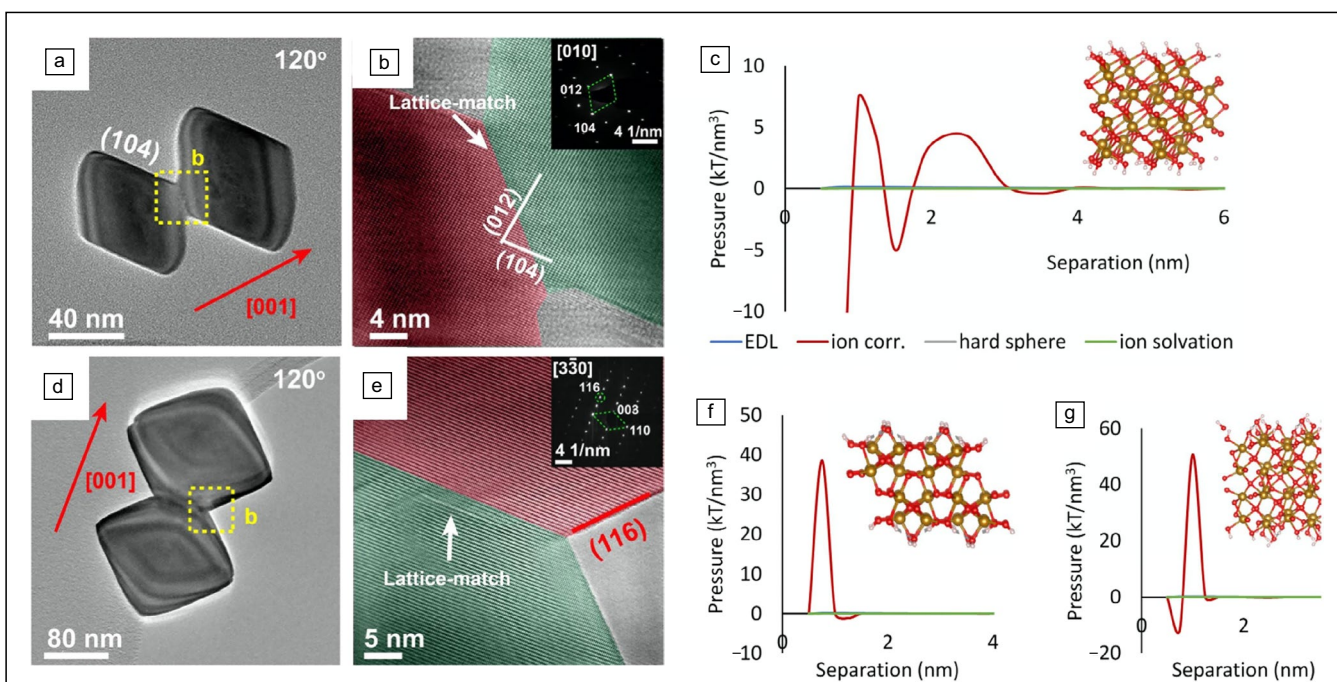 a
120°
(104)
b
[001]
40 nm
b
[010]
012
104
4 1/nm
Lattice-match
(012)
(104)
4 nm
c
Pressure (kT/nm³)
10
5
0
−5
−10
0
2
4
6
Separation (nm)
EDL
ion corr.
hard sphere
ion solvation
d
120°
[001]
b
80 nm
e
[33̄0]
116
003
110
4 1/nm
(116)
Lattice-match
5 nm
f
Pressure (kT/nm³)
50
40
30
20
10
0
−10
0
2
4
Separation (nm)
g
Pressure (kT/nm³)
60
40
20
0
−20
0
2
Separation (nm)